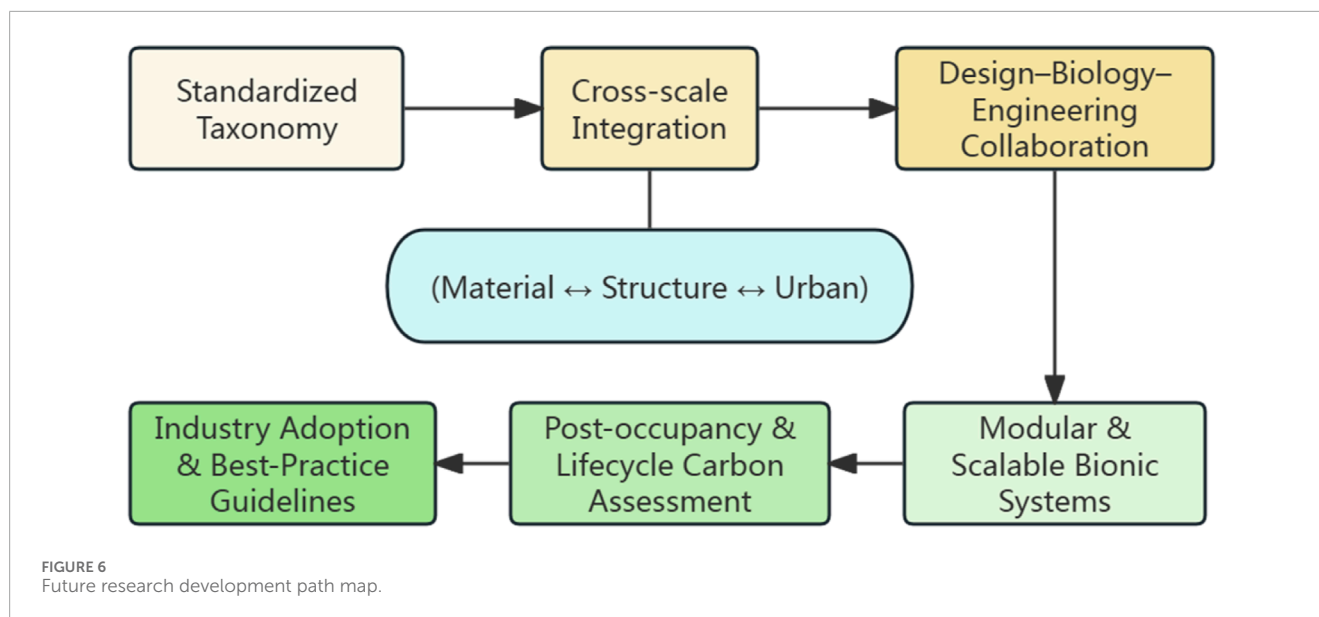 Standardized
Taxonomy
Cross-scale
Integration
Design–Biology–
Engineering
Collaboration
(Material ↔ Structure ↔ Urban)
Industry Adoption
& Best-Practice
Guidelines
Post-occupancy &
Lifecycle Carbon
Assessment
Modular &
Scalable Bionic
Systems
FIGURE 6
Future research development path map.